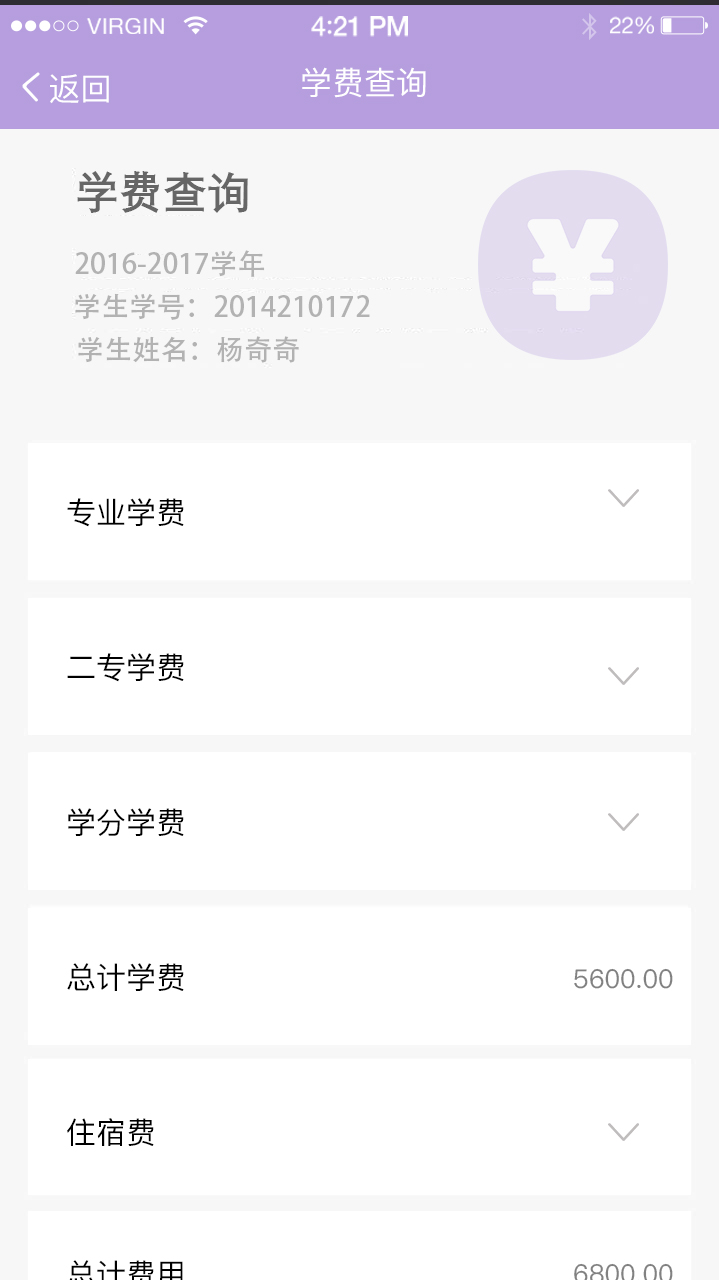 VIRGIN 4:21 PM 22%
返回 学费查询
学费查询
2016-2017学年
学生学号：2014210172
学生姓名：杨奇奇
¥
专业学费
二专学费
学分学费
总计学费 5600.00
住宿费
总计费用 6800.00